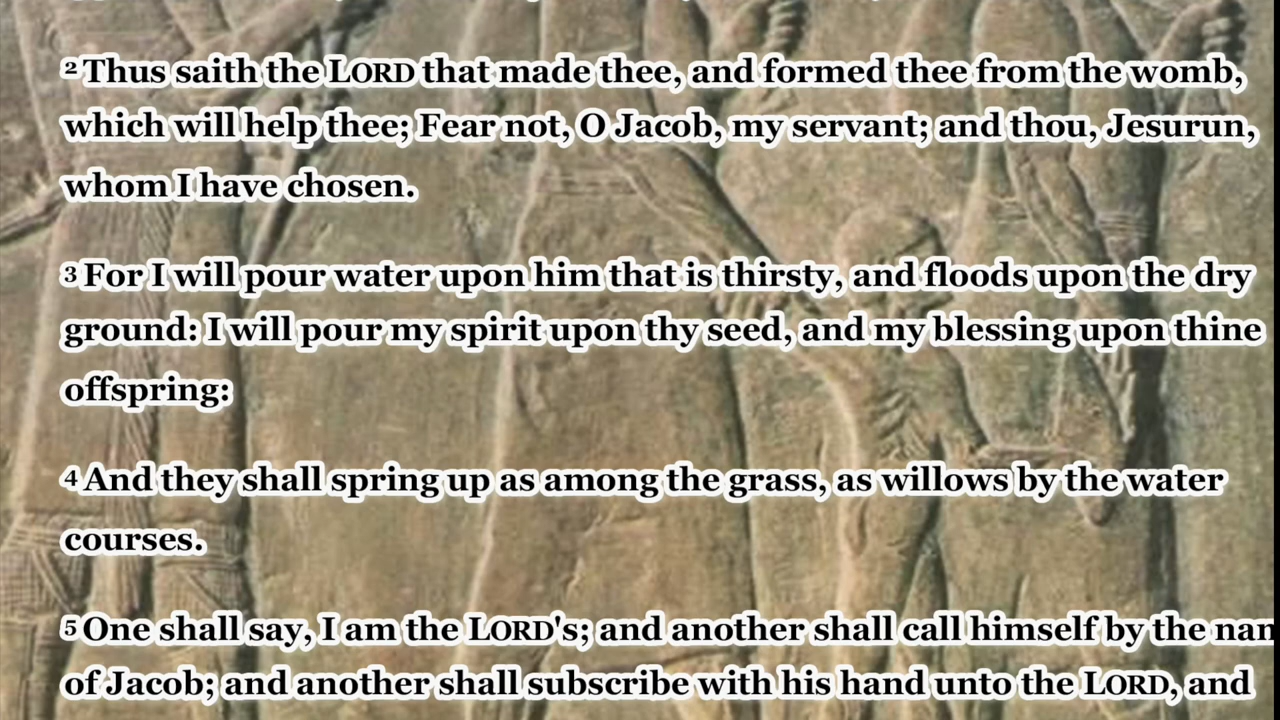 ²Thus saith the LORD that made thee, and formed thee from the womb,
which will help thee; Fear not, O Jacob, my servant; and thou, Jesurun,
whom I have chosen.
³For I will pour water upon him that is thirsty, and floods upon the dry
ground: I will pour my spirit upon thy seed, and my blessing upon thine
offspring:
⁴And they shall spring up as among the grass, as willows by the water
courses.
⁵One shall say, I am the LORD's; and another shall call himself by the
of Jacob; and another shall subscribe with his hand unto the LORD, and